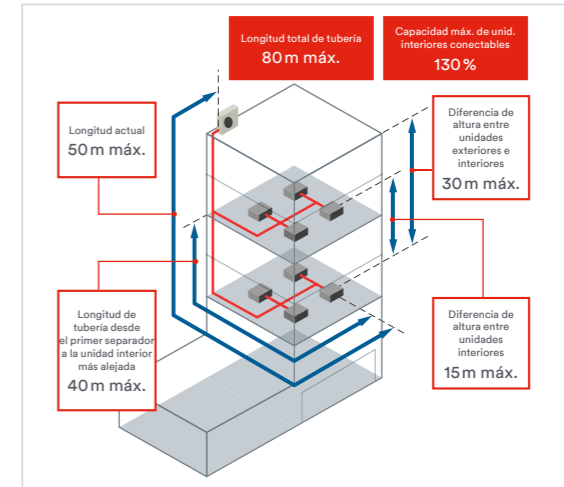 Longitud total de tubería
80 m máx.
Capacidad máx. de unid.
interiores conectables
130 %
Longitud actual
50 m máx.
Diferencia de
altura entre
unidades
exteriores e
interiores
30 m máx.
Longitud de
tubería desde
el primer separador
a la unidad interior
más alejada
40 m máx.
Diferencia de
altura entre
unidades
interiores
15 m máx.